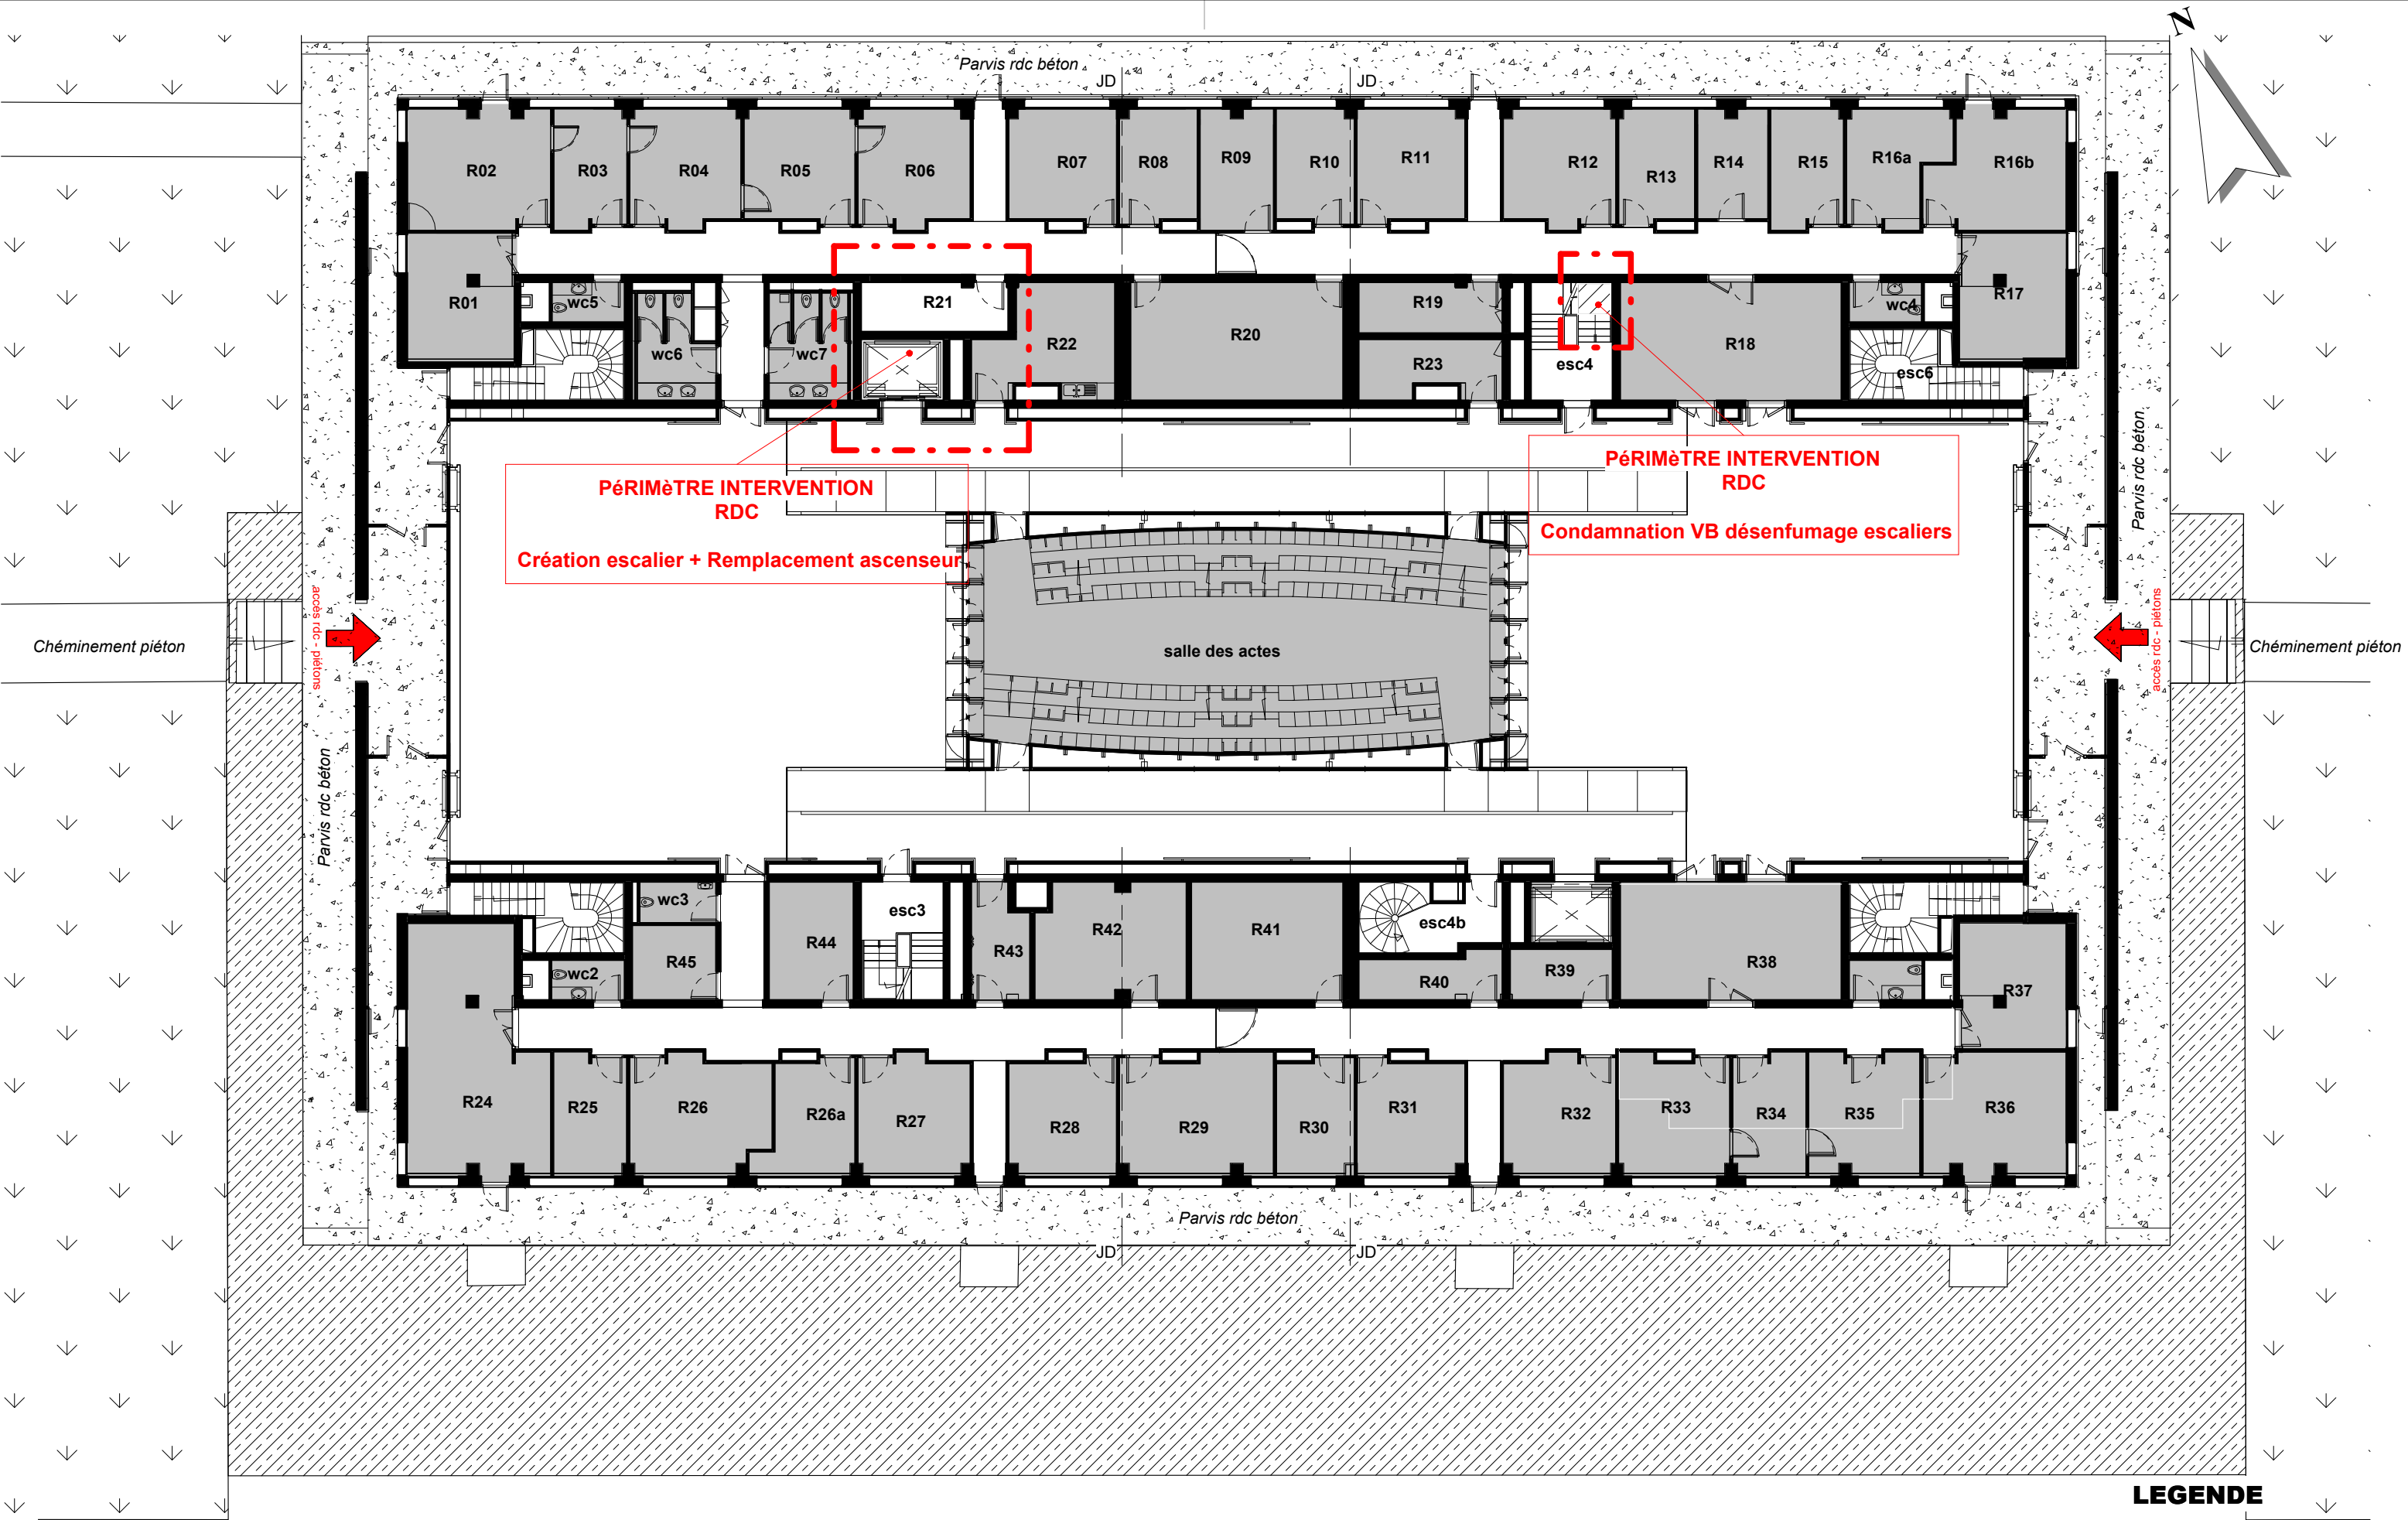 N
Parvis rdc béton
JD
JD
R02
R03
R04
R05
R06
R07
R08
R09
R10
R11
R12
R13
R14
R15
R16a
R16b
R01
wc5
wc6
wc7
R21
R22
R20
R19
R23
esc4
R18
wc4
esc6
R17
PéRIMèTRE INTERVENTION
RDC
Création escalier + Remplacement ascenseur
PéRIMèTRE INTERVENTION
RDC
Condamnation VB désenfumage escaliers
Parvis rdc béton
Chéminement piéton
accès rdc - piétons
salle des actes
accès rdc - piétons
Chéminement piéton
Parvis rdc béton
wc3
R45
wc2
R44
esc3
R43
R42
R41
esc4b
R40
R39
R38
R37
R24
R25
R26
R26a
R27
R28
R29
R30
R31
R32
R33
R34
R35
R36
Parvis rdc béton
JD
JD
LEGENDE